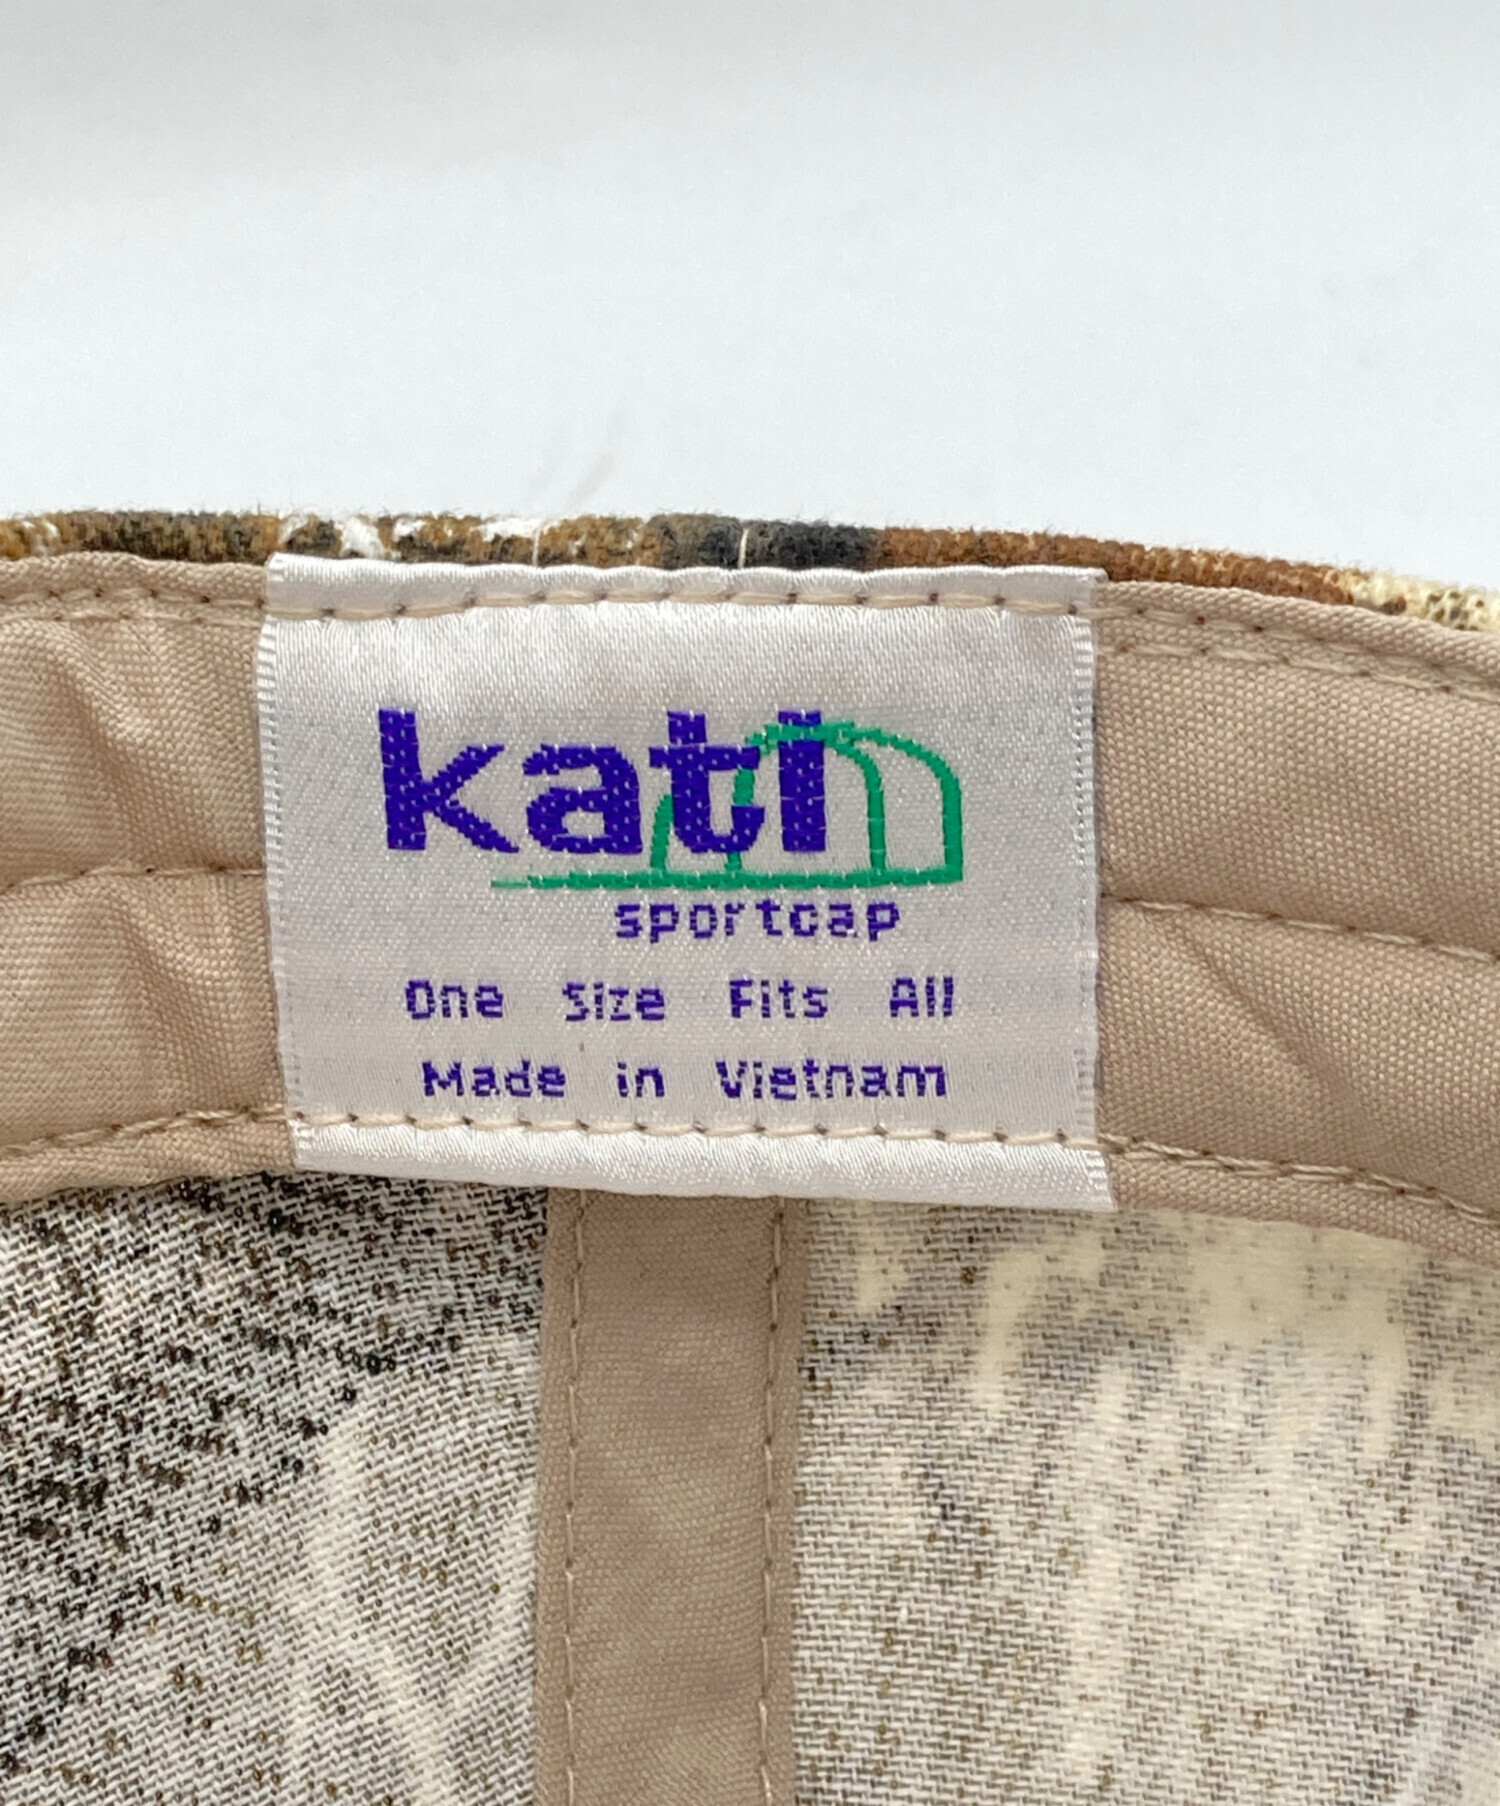 kati
sportcap
One Size Fits All
Made in Vietnam